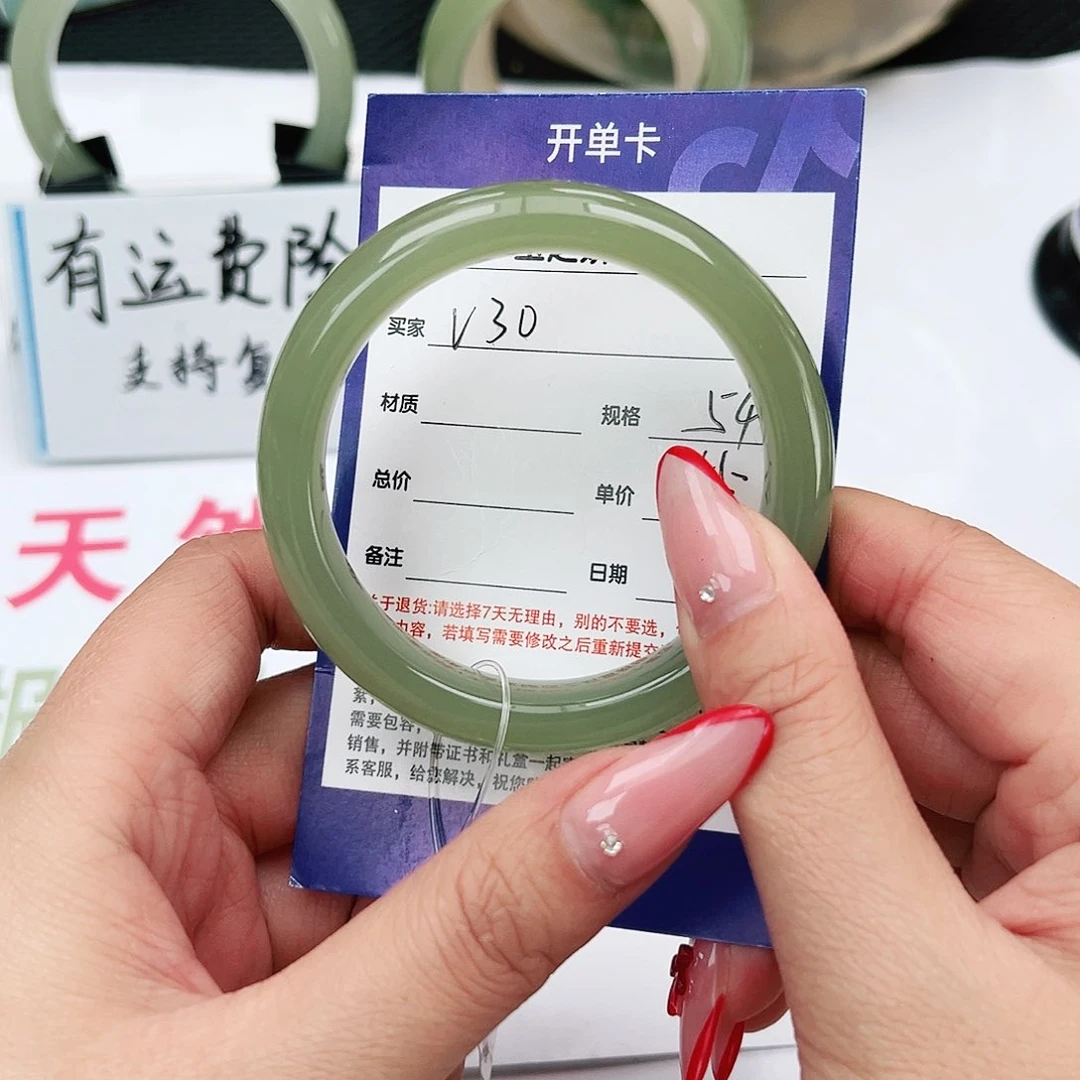 开单卡
有运费险
支持复
买家 V30
材质 规格 54
总价 单价
备注 日期
于退货:请选择7天无理由，别的不要选，
内容，若填写需要修改之后重新提交
需要包容，
销售，并附带证书和礼盒一起
系客服，给您解决，祝您
天然